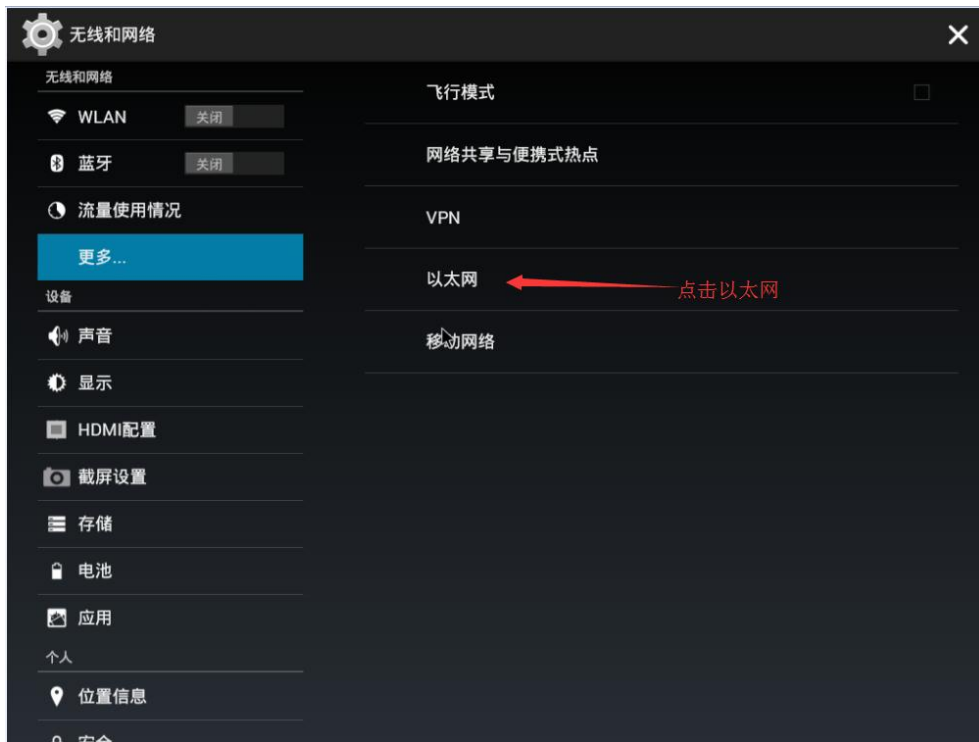 无线和网络
无线和网络
WLAN 关闭
蓝牙 关闭
流量使用情况
更多...
设备
声音
显示
HDMI配置
截屏设置
存储
电池
应用
个人
位置信息
安全
飞行模式
网络共享与便携式热点
VPN
以太网
点击以太网
移动网络